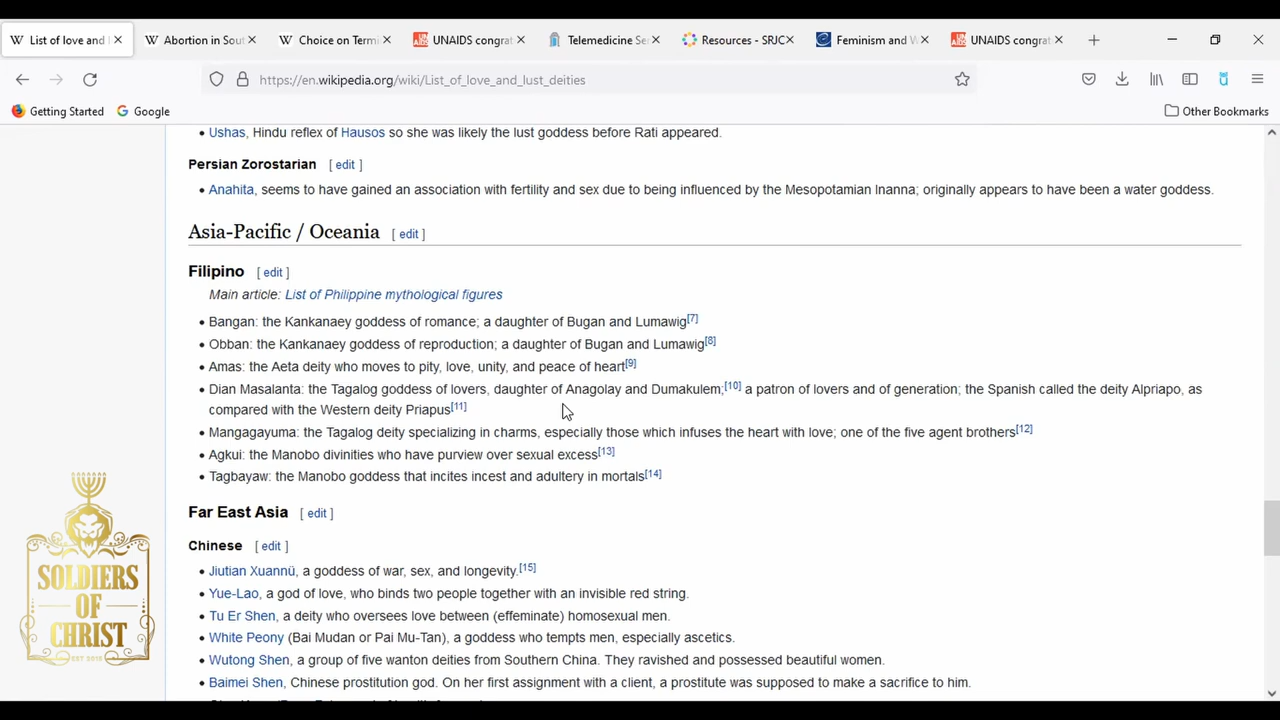 List of love and
Abortion in Sout
Choice on Termi
UNAIDS congrat
Telemedicine Se
Resources - SRJC
Feminism and W
UNAIDS congrat
https://en.wikipedia.org/wiki/List_of_love_and_lust_deities
Getting Started
Google
Other Bookmarks
• Ushas, Hindu reflex of Hausos so she was likely the lust goddess before Rati appeared.
Persian Zorostarian [ edit ]
• Anahita, seems to have gained an association with fertility and sex due to being influenced by the Mesopotamian Inanna; originally appears to have been a water goddess.
Asia-Pacific / Oceania [ edit ]
Filipino [ edit ]
Main article: List of Philippine mythological figures
• Bangan: the Kankanaey goddess of romance; a daughter of Bugan and Lumawig[7]
• Obban: the Kankanaey goddess of reproduction; a daughter of Bugan and Lumawig[8]
• Amas: the Aeta deity who moves to pity, love, unity, and peace of heart[9]
• Dian Masalanta: the Tagalog goddess of lovers, daughter of Anagolay and Dumakulem;[10] a patron of lovers and of generation; the Spanish called the deity Alpriapo, as
compared with the Western deity Priapus[11]
• Mangagayuma: the Tagalog deity specializing in charms, especially those which infuses the heart with love; one of the five agent brothers[12]
• Agkui: the Manobo divinities who have purview over sexual excess[13]
• Tagbayaw: the Manobo goddess that incites incest and adultery in mortals[14]
Far East Asia [ edit ]
Chinese [ edit ]
• Jiutian Xuannü, a goddess of war, sex, and longevity.[15]
• Yue-Lao, a god of love, who binds two people together with an invisible red string.
• Tu Er Shen, a deity who oversees love between (effeminate) homosexual men.
• White Peony (Bai Mudan or Pai Mu-Tan), a goddess who tempts men, especially ascetics.
• Wutong Shen, a group of five wanton deities from Southern China. They ravished and possessed beautiful women.
• Baimei Shen, Chinese prostitution god. On her first assignment with a client, a prostitute was supposed to make a sacrifice to him.
SOLDIERS
OF
CHRIST